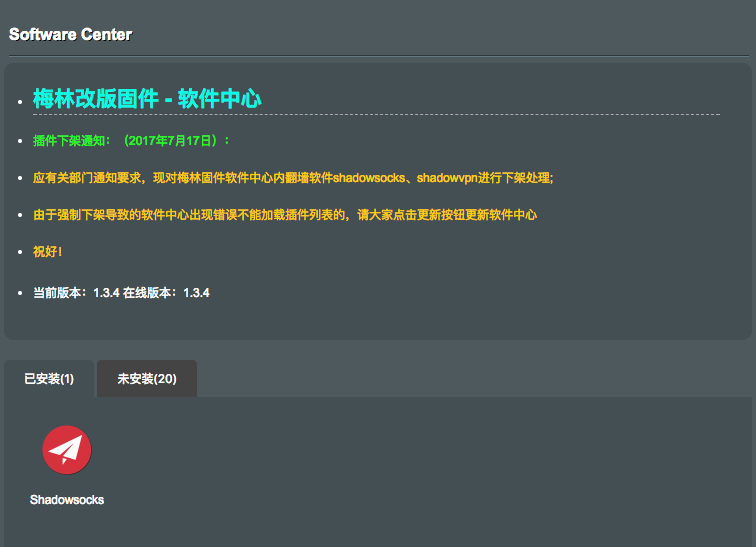 Software Center
梅林改版固件 - 软件中心
插件下架通知：（2017年7月17日）：
应有关部门通知要求，现对梅林固件软件中心内翻墙软件shadowsocks、shadowvpn进行下架处理;
由于强制下架导致的软件中心出现错误不能加载插件列表的，请大家点击更新按钮更新软件中心
祝好！
当前版本：1.3.4 在线版本：1.3.4
已安装(1) 未安装(20)
Shadowsocks